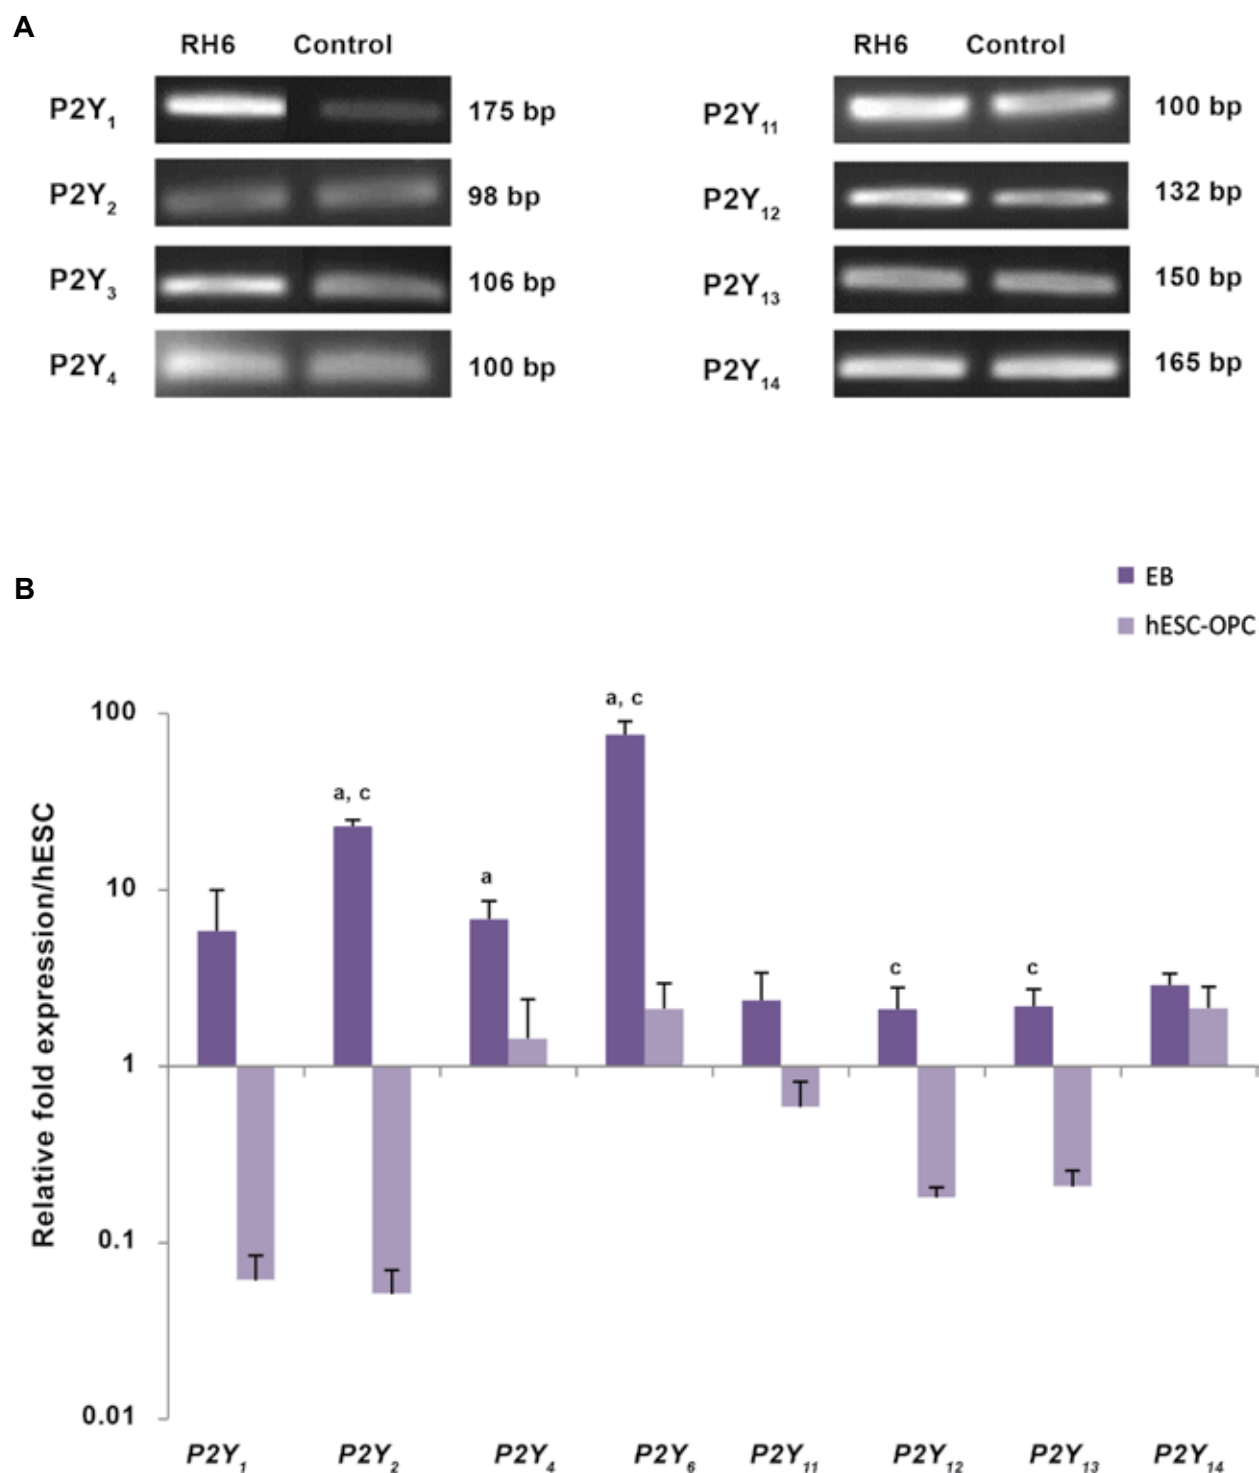 A
RH6 Control
P2Y1 175 bp
P2Y2 98 bp
P2Y3 106 bp
P2Y4 100 bp
RH6 Control
P2Y11 100 bp
P2Y12 132 bp
P2Y13 150 bp
P2Y14 165 bp
B
EB
hESC-OPC
Relative fold expression/hESC
100
10
1
0.1
0.01
a, c
a
a, c
c
c
P2Y1 P2Y2 P2Y4 P2Y6 P2Y11 P2Y12 P2Y13 P2Y14